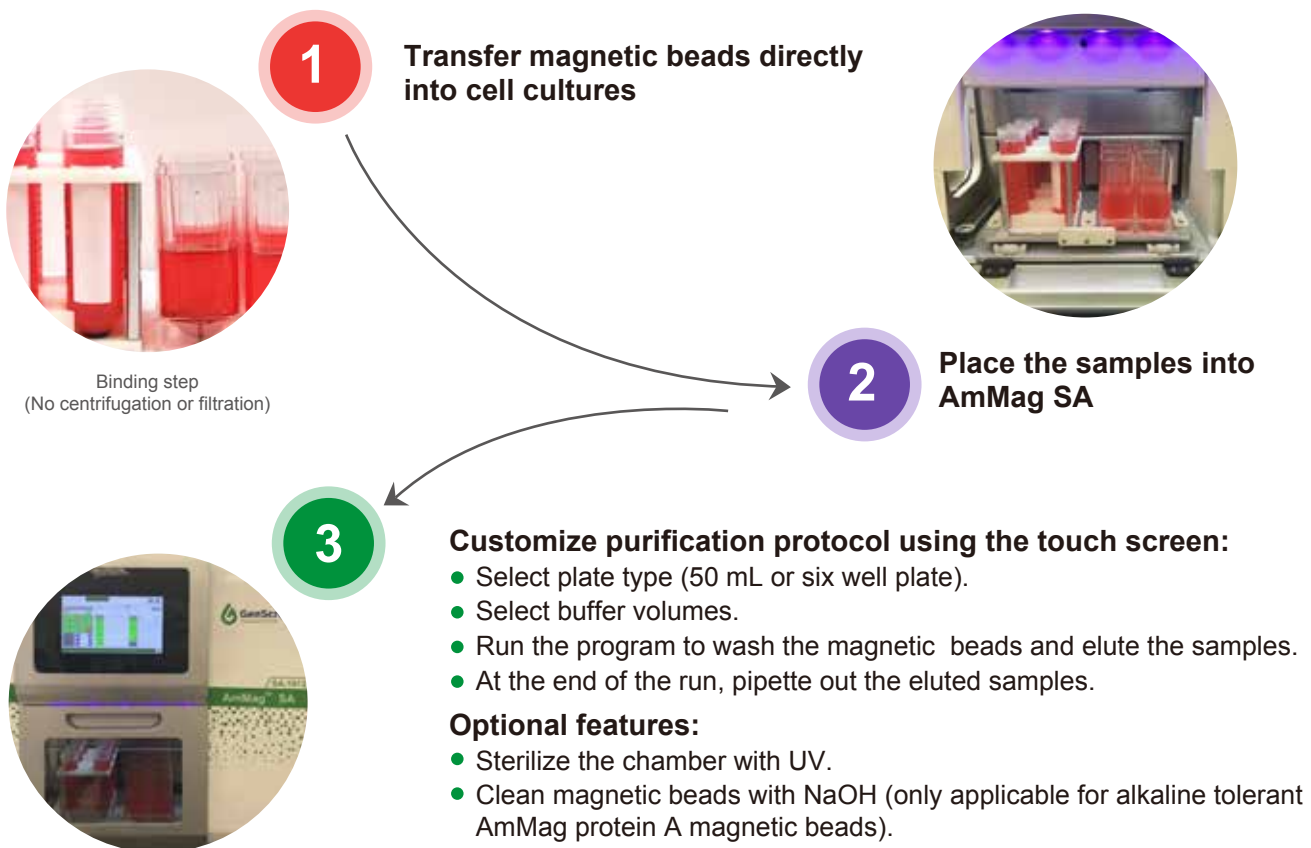 1
Transfer magnetic beads directly
into cell cultures
Binding step
(No centrifugation or filtration)
2
Place the samples into
AmMag SA
3
Customize purification protocol using the touch screen:
Select plate type (50 mL or six well plate).
Select buffer volumes.
Run the program to wash the magnetic  beads and elute the samples.
At the end of the run, pipette out the eluted samples.
Optional features:
Sterilize the chamber with UV.
Clean magnetic beads with NaOH (only applicable for alkaline tolerant
AmMag protein A magnetic beads).
AmMag™ SA